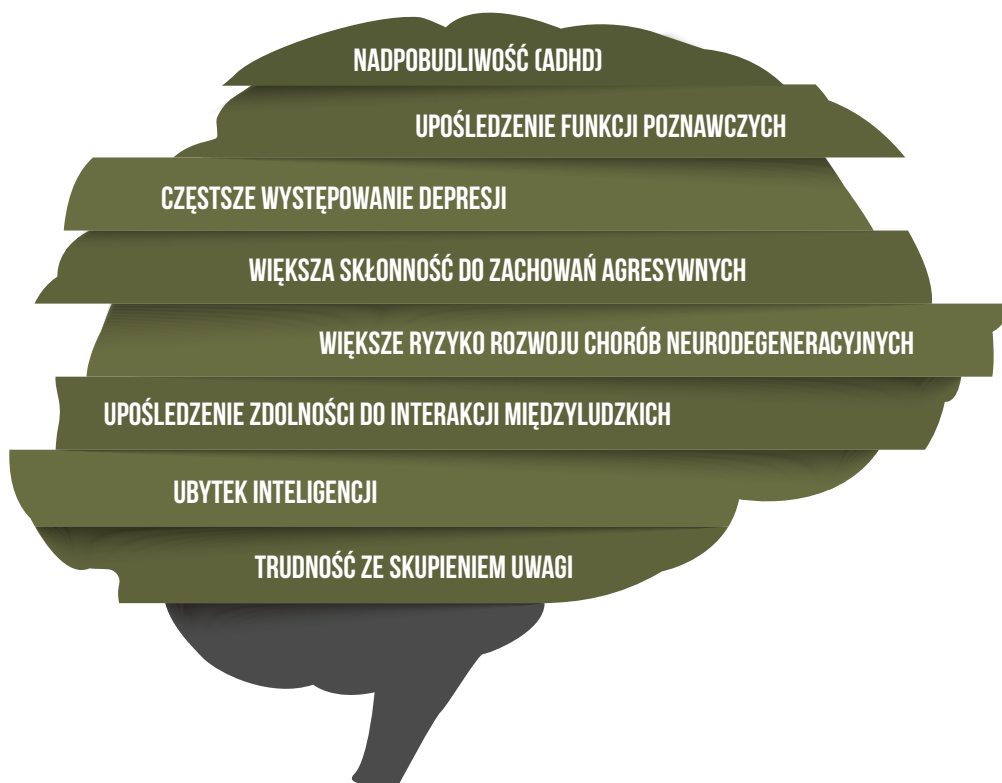 NADPOBUDLIWOŚĆ (ADHD)
UPOŚLEDZENIE FUNKCJI POZNAWCZYCH
CZĘSTSZE WYSTĘPOWANIE DEPRESJI
WIĘKSZA SKŁONNOŚĆ DO ZACHOWAŃ AGRESYWNYCH
WIĘKSZE RYZYKO ROZWOJU CHORÓB NEURODEGENERACYJNYCH
UPOŚLEDZENIE ZDOLNOŚCI DO INTERAKCJI MIĘDZYLUDZKICH
UBYTEK INTELIGENCJI
TRUDNOŚĆ ZE SKUPIENIEM UWAGI